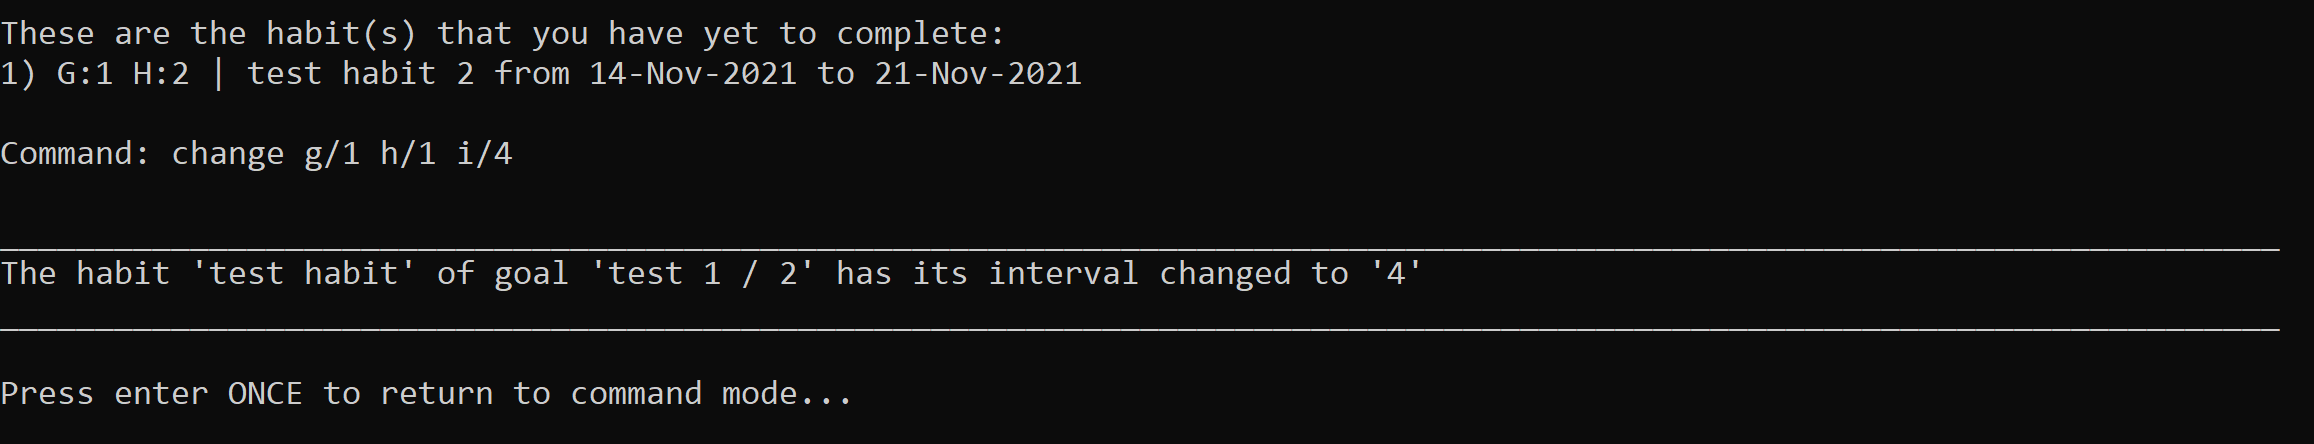 These are the habit(s) that you have yet to complete:
1) G:1 H:2 | test habit 2 from 14-Nov-2021 to 21-Nov-2021
Command: change g/1 h/1 i/4
The habit 'test habit' of goal 'test 1 / 2' has its interval changed to '4'
Press enter ONCE to return to command mode...